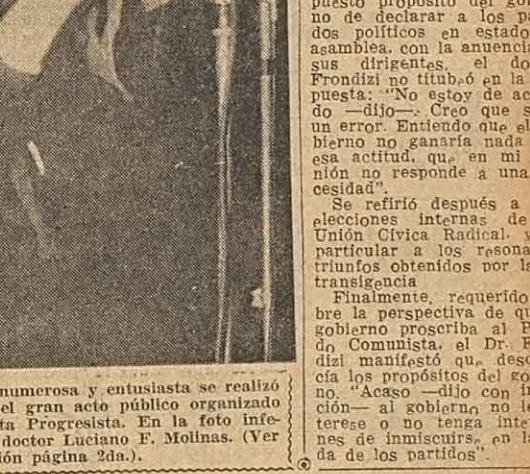 numerosa y entusiasta se realizó
el gran acto público organizado
ta Progresista. En la foto infe-
doctor Luciano F. Molinas. (Ver
ión página 2da.).
puesto propósito del go
no de declarar a los p
dos políticos en estado
asamblea, con la anuencia
sus dirigentes, el do
Frondizi no titubeó en la
puesta: "No estoy de ac
do —dijo—. Creo que s
un error. Entiendo que el
bierno no ganaría nada
esa actitud, que en mi
nión no responde a una
cesidad".
Se refirió después a
elecciones internas de
Unión Cívica Radical, y
particular a los resona
triunfos obtenidos por la
transigencia
Finalmente, requerido
bre la perspectiva de qu
gobierno proscriba al P
do Comunista, el Dr. F
dizi manifestó que desc
cía los propósitos del go
no. "Acaso —dijo con in
ción— al gobierno no l
terese o no tenga inte
nes de inmiscuirse en la
da de los partidos".